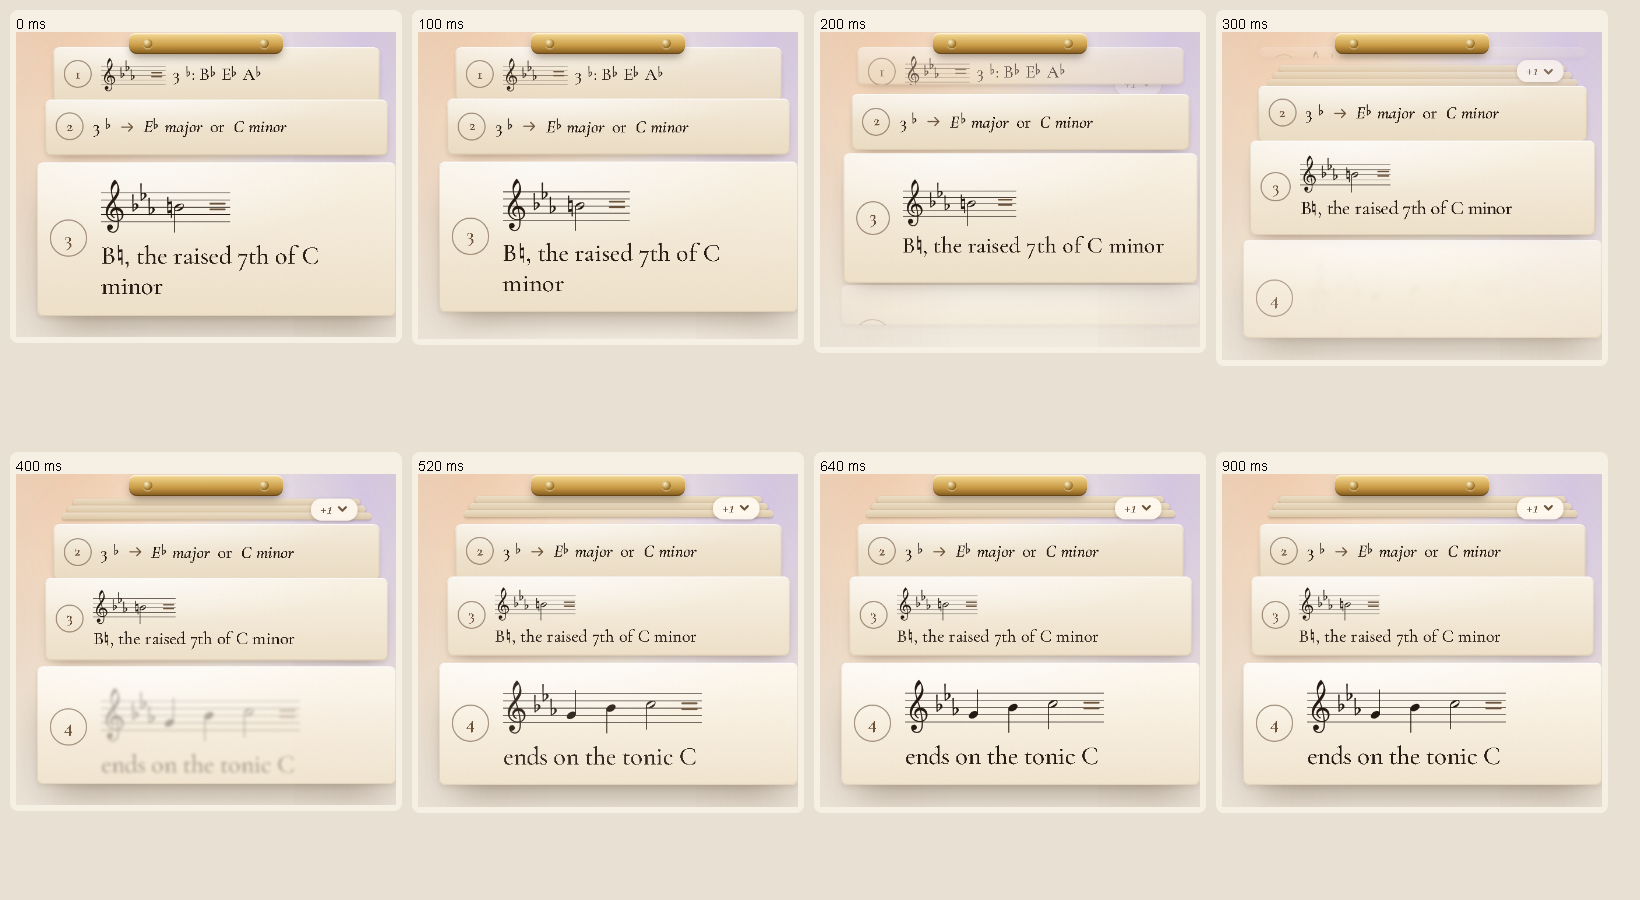 0 ms
1 3 ♭: B♭ E♭ A♭
2 3 ♭ → E♭ major or C minor
3
B♮, the raised 7th of C
minor
100 ms
1 3 ♭: B♭ E♭ A♭
2 3 ♭ → E♭ major or C minor
3
B♮, the raised 7th of C
minor
200 ms
1 3 ♭: B♭ E♭ A♭
+1
2 3 ♭ → E♭ major or C minor
3
B♮, the raised 7th of C minor
300 ms
+1
2 3 ♭ → E♭ major or C minor
3
B♮, the raised 7th of C minor
4
400 ms
+1
2 3 ♭ → E♭ major or C minor
3
B♮, the raised 7th of C minor
4
ends on the tonic C
520 ms
+1
2 3 ♭ → E♭ major or C minor
3
B♮, the raised 7th of C minor
4
ends on the tonic C
640 ms
+1
2 3 ♭ → E♭ major or C minor
3
B♮, the raised 7th of C minor
4
ends on the tonic C
900 ms
+1
2 3 ♭ → E♭ major or C minor
3
B♮, the raised 7th of C minor
4
ends on the tonic C